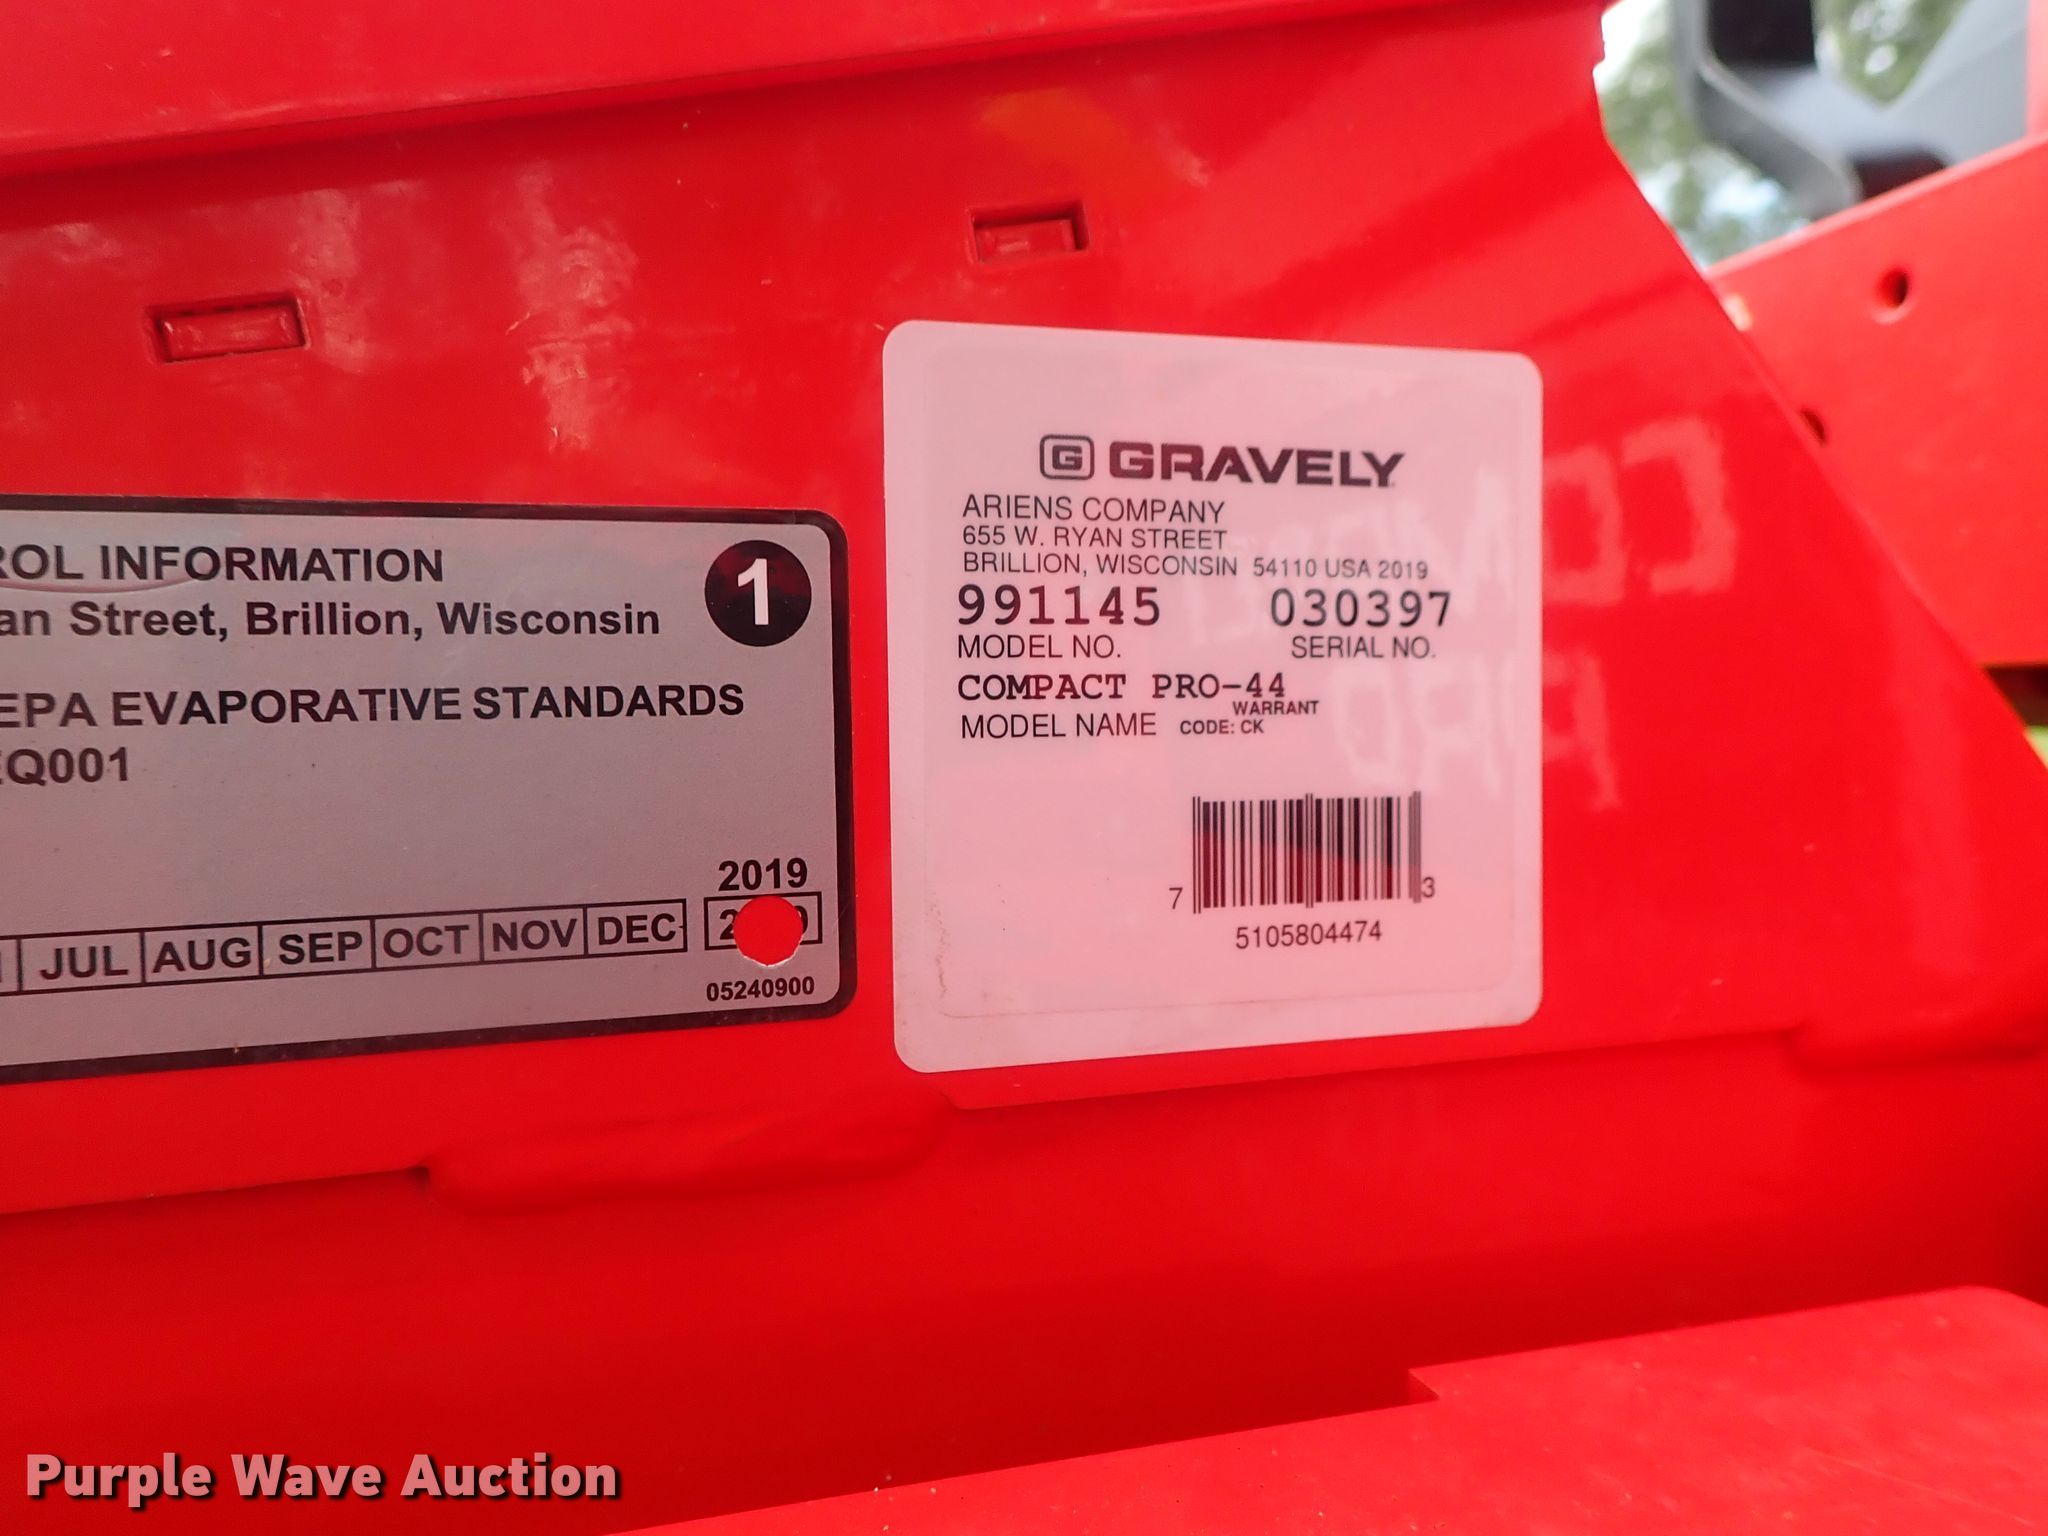 ROL INFORMATION
1
an Street, Brillion, Wisconsin
EPA EVAPORATIVE STANDARDS
EQ001
2019
JUL AUG SEP OCT NOV DEC
05240900
G GRAVELY
ARIENS COMPANY
655 W. RYAN STREET
BRILLION, WISCONSIN 54110 USA 2019
991145 030397
MODEL NO. SERIAL NO.
COMPACT PRO-44
WARRANT
MODEL NAME CODE: CK
7 3
5105804474
Purple Wave Auction